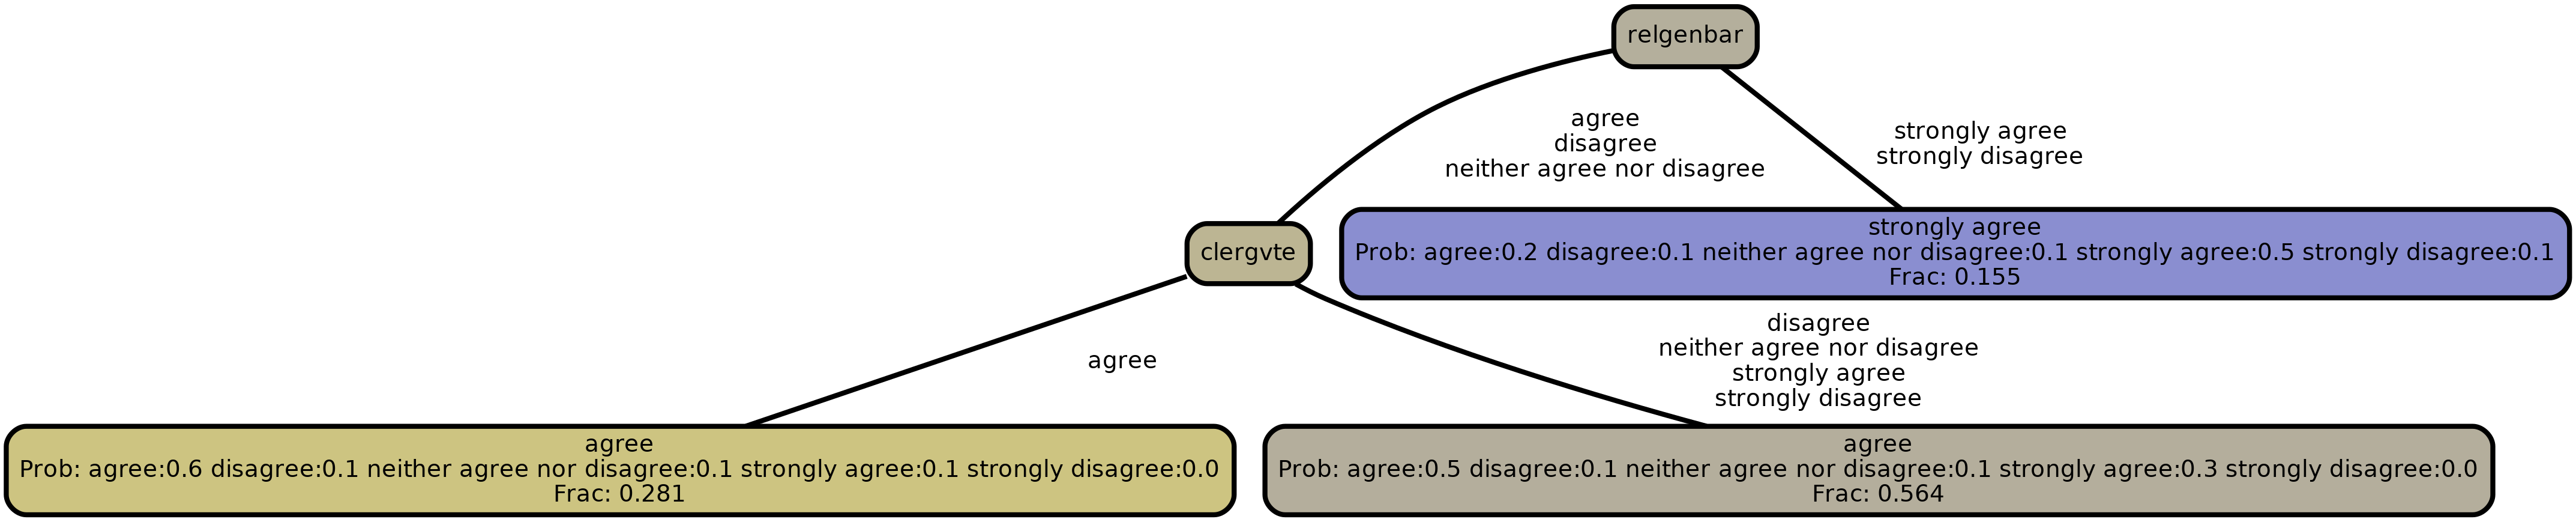 relgenbar
agree
disagree
neither agree nor disagree
strongly agree
strongly disagree
clergvte
strongly agree
Prob: agree:0.2 disagree:0.1 neither agree nor disagree:0.1 strongly agree:0.5 strongly disagree:0.1
Frac: 0.155
agree
disagree
neither agree nor disagree
strongly agree
strongly disagree
agree
Prob: agree:0.6 disagree:0.1 neither agree nor disagree:0.1 strongly agree:0.1 strongly disagree:0.0
Frac: 0.281
agree
Prob: agree:0.5 disagree:0.1 neither agree nor disagree:0.1 strongly agree:0.3 strongly disagree:0.0
Frac: 0.564